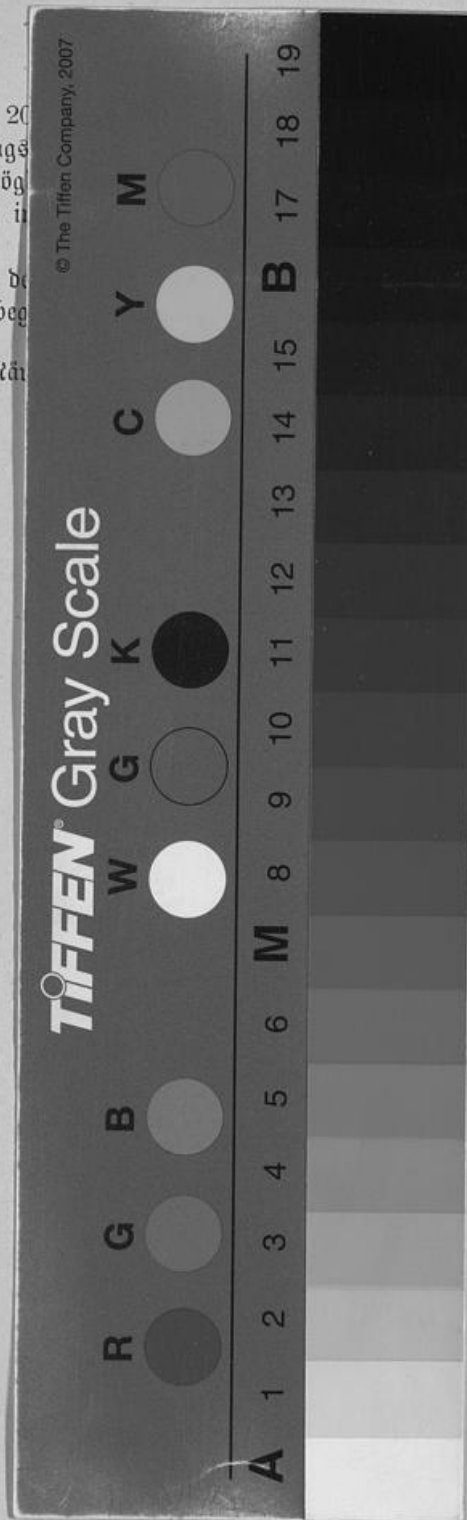 © The Tiffen Company, 2007
TIFFEN® Gray Scale
R G B W G K C Y M
A 1 2 3 4 5 6 M 8 9 10 11 12 13 14 15 B 17 18 19
20